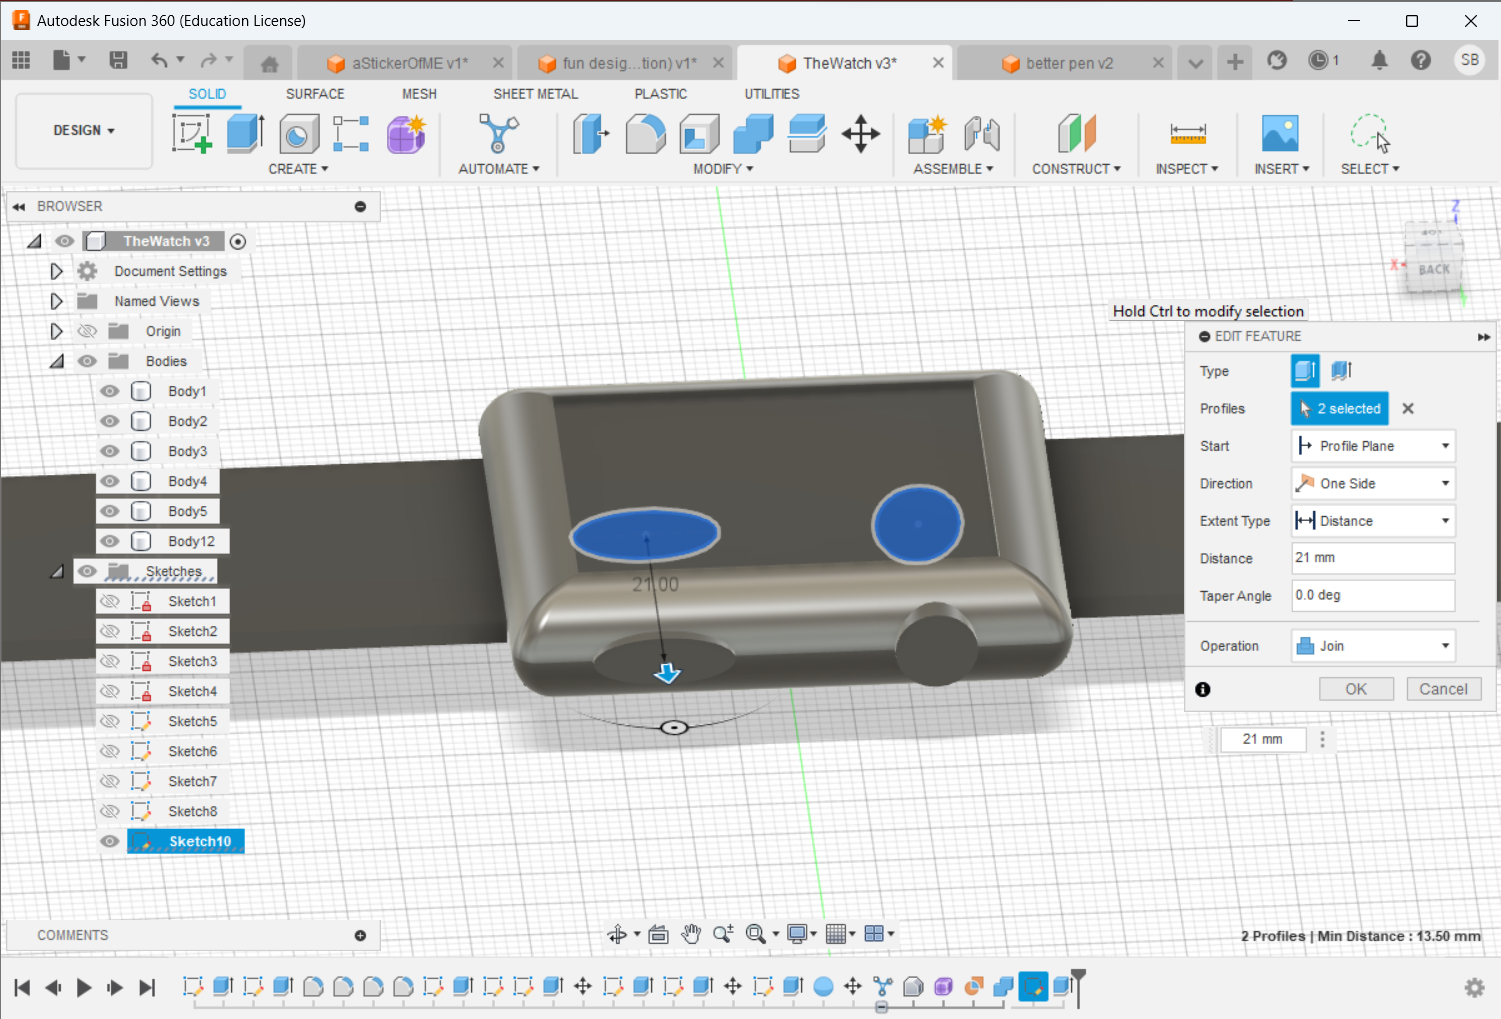 Autodesk Fusion 360 (Education License)
aStickerOfME v1*
fun desig...tion) v1*
TheWatch v3*
better pen v2
1
SB
DESIGN
SOLID
SURFACE
MESH
SHEET METAL
PLASTIC
UTILITIES
CREATE
AUTOMATE
MODIFY
ASSEMBLE
CONSTRUCT
INSPECT
INSERT
SELECT
BROWSER
TheWatch v3
Document Settings
Named Views
Origin
Bodies
Body1
Body2
Body3
Body4
Body5
Body12
Sketches
Sketch1
Sketch2
Sketch3
Sketch4
Sketch5
Sketch6
Sketch7
Sketch8
Sketch10
Z
X
BACK
21.00
Hold Ctrl to modify selection
EDIT FEATURE
Type
Profiles
2 selected
Start
Profile Plane
Direction
One Side
Extent Type
Distance
Distance
21 mm
Taper Angle
0.0 deg
Operation
Join
OK
Cancel
21 mm
COMMENTS
2 Profiles | Min Distance : 13.50 mm